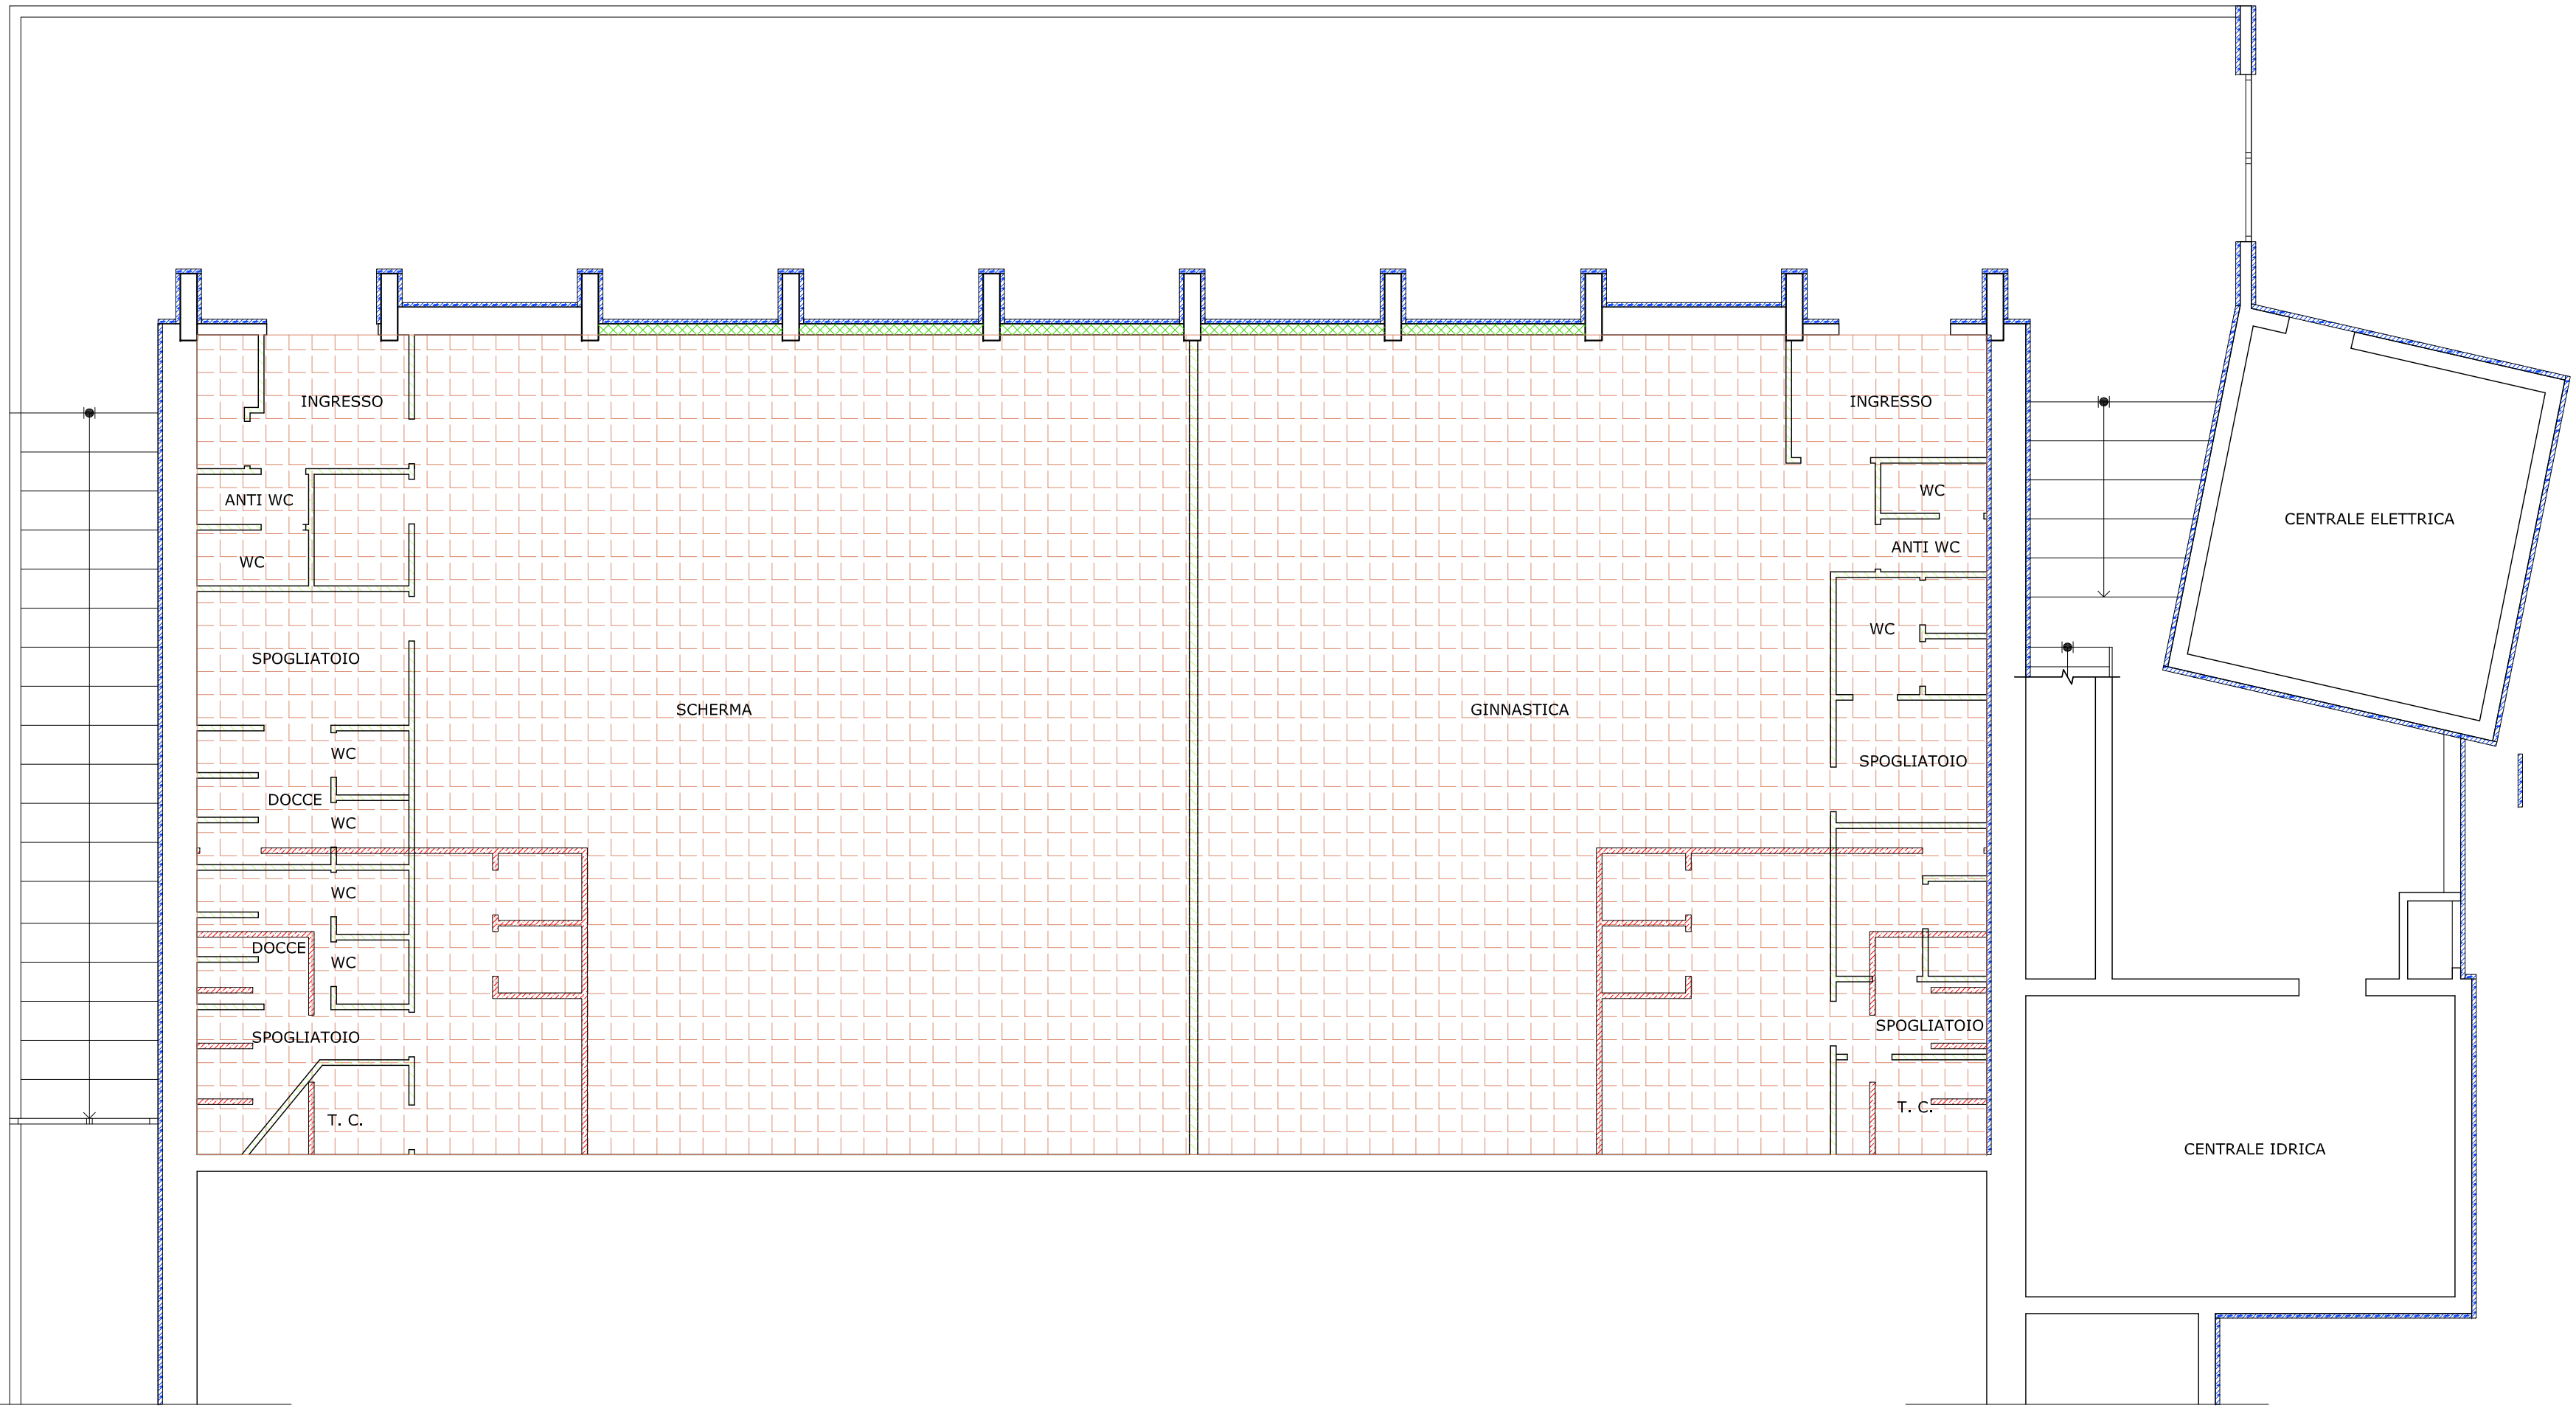 INGRESSO
INGRESSO
WC
ANTI WC
CENTRALE ELETTRICA
ANTI WC
WC
WC
SPOGLIATOIO
SCHERMA
GINNASTICA
WC
SPOGLIATOIO
DOCCE
WC
WC
DOCCE
WC
SPOGLIATOIO
SPOGLIATOIO
T. C.
T. C.
CENTRALE IDRICA